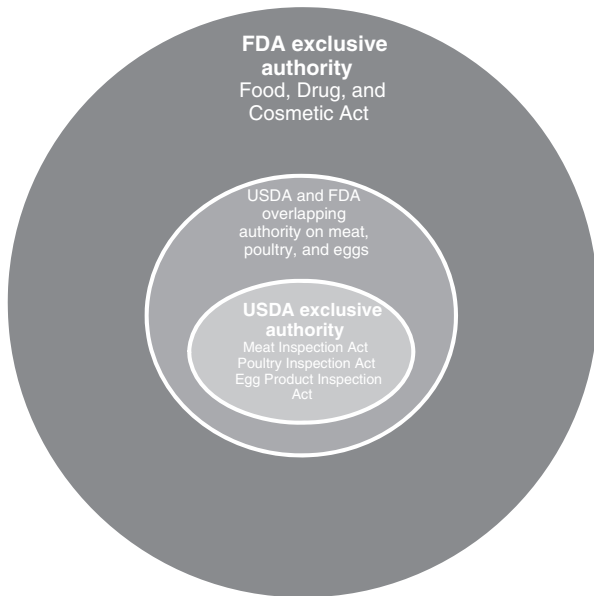 FDA exclusive
authority
Food, Drug, and
Cosmetic Act
USDA and FDA
overlapping
authority on meat,
poultry, and eggs
USDA exclusive
authority
Meat Inspection Act
Poultry Inspection Act
Egg Product Inspection
Act